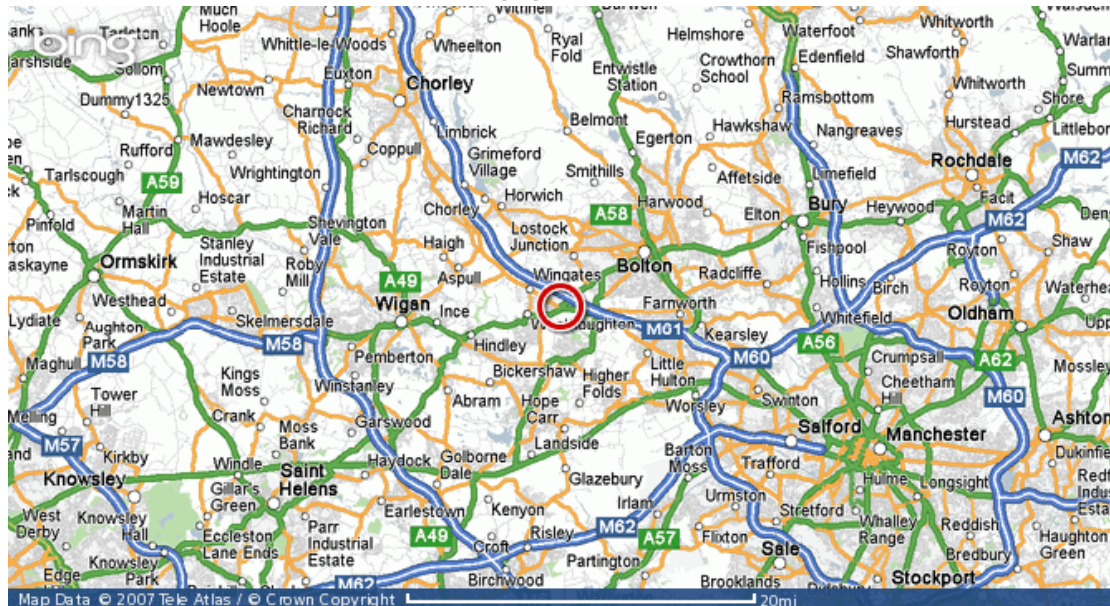 Much
Hoole
Waterfoot
Whitworth
Helmshore
Tarleton
Whittle-le-Woods
Wheelton
Ryal
Fold
Edenfield
Shawforth
bing
Sollom
Euxton
Entwistle
Station
Crowthorn
School
Whitworth
Newtown
Chorley
Dummy1325
Charnock
Richard
Ramsbottom
Shore
Limbrick
Belmont
Egerton
Hawkshaw
Nangreaves
Hurstead
Mawdesley
Coppull
Grimeford
Village
Rochdale
Rufford
Tarlscough
A59
Wrightington
Smithills
Affetside
Limefield
M62
Hoscar
Horwich
Harwood
Facit
Pinfold
Martin
Hall
Shevington
Vale
Chorley
A58
Elton
Bury
Heywood
M62
Stanley
Industrial
Estate
Haigh
Lostock
Junction
Fishpool
Royton
Shaw
Ormskirk
Roby
Mill
Aspull
Wingates
Bolton
Radcliffe
Hollins
Birch
Royton
A49
Westhead
Wigan
Ince
Farnworth
Whitefield
Oldham
Lydiate
Aughton
Park
Skelmersdale
M61
Kearsley
Hindley
A56
M58
M58
Pemberton
Little
Hulton
M60
Crumpsall
A62
Maghull
Kings
Moss
Winstanley
Bickershaw
Higher
Folds
Cheetham
Hill
Mossley
Tower
Hill
Abram
Hope
Carr
Worsley
Swinton
M60
Melling
Crank
Garswood
Salford
Manchester
Ashton
M57
Moss
Bank
Landside
Barton
Moss
Kirkby
Windle
Haydock
Golborne
Dale
Trafford
Knowsley
Saint
Helens
Glazebury
Hulme
Longsight
Gillar's
Green
Irlam
Urmston
West
Derby
Knowsley
Hall
Earlestown
Kenyon
Stretford
Whalley
Range
Reddish
Eccleston
Lane Ends
Parr
Industrial
Estate
A49
Risley
M62
A57
Flixton
Haughton
Green
Knowsley
Park
Croft
Partington
Sale
Bredbury
Edge
M62
Birchwood
Brooklands
Stockport
Map Data © 2007 Tele Atlas / © Crown Copyright
20mi